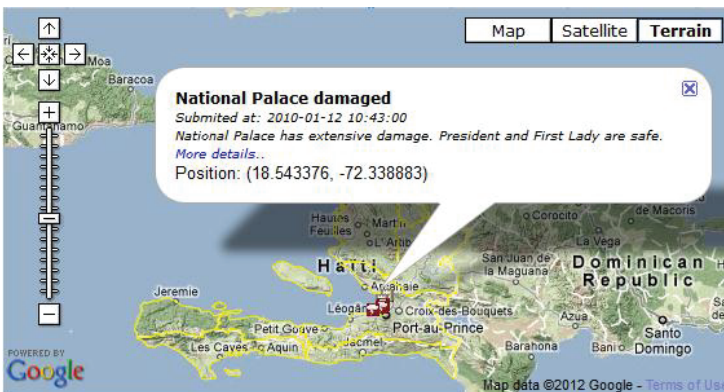 Map Satellite Terrain
Moa
Baracoa
National Palace damaged
Submited at: 2010-01-12 10:43:00
National Palace has extensive damage. President and First Lady are safe.
More details..
Position: (18.543376, -72.338883)
Hautes
Feuilles
Martin
Corocito
de Macoris
La Vega
San Juan de
la Maguana
Haiti
Dominican
Republic
Arcahaie
Jeremie
Léogâne
Croix-des-Bouquets
Azua
Petit Goave
Port-au-Prince
Santo
Domingo
Les Cayes
Aquin
Jacmel
Barahona
Bani
POWERED BY
Google
Map data ©2012 Google - Terms of Us